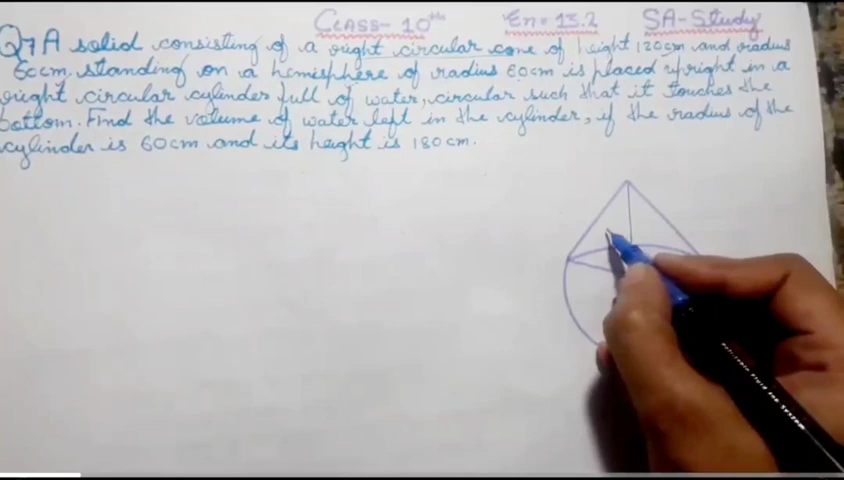 Class- 10th Ex= 13.2 SA-Study
Q7 A solid consisting of a right circular cone of height 120cm and radius
60cm standing on a hemisphere of radius 60cm is placed upright in a
right circular cylinder full of water, circular such that it touches the
bottom. Find the volume of water left in the cylinder, if the radius of the
cylinder is 60cm and its height is 180cm.